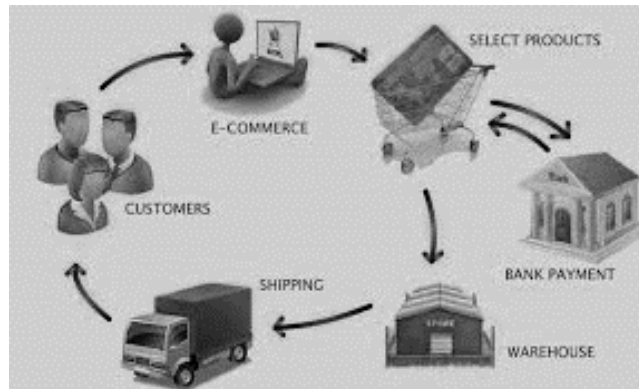 SELECT PRODUCTS
E-COMMERCE
CUSTOMERS
BANK PAYMENT
SHIPPING
WAREHOUSE